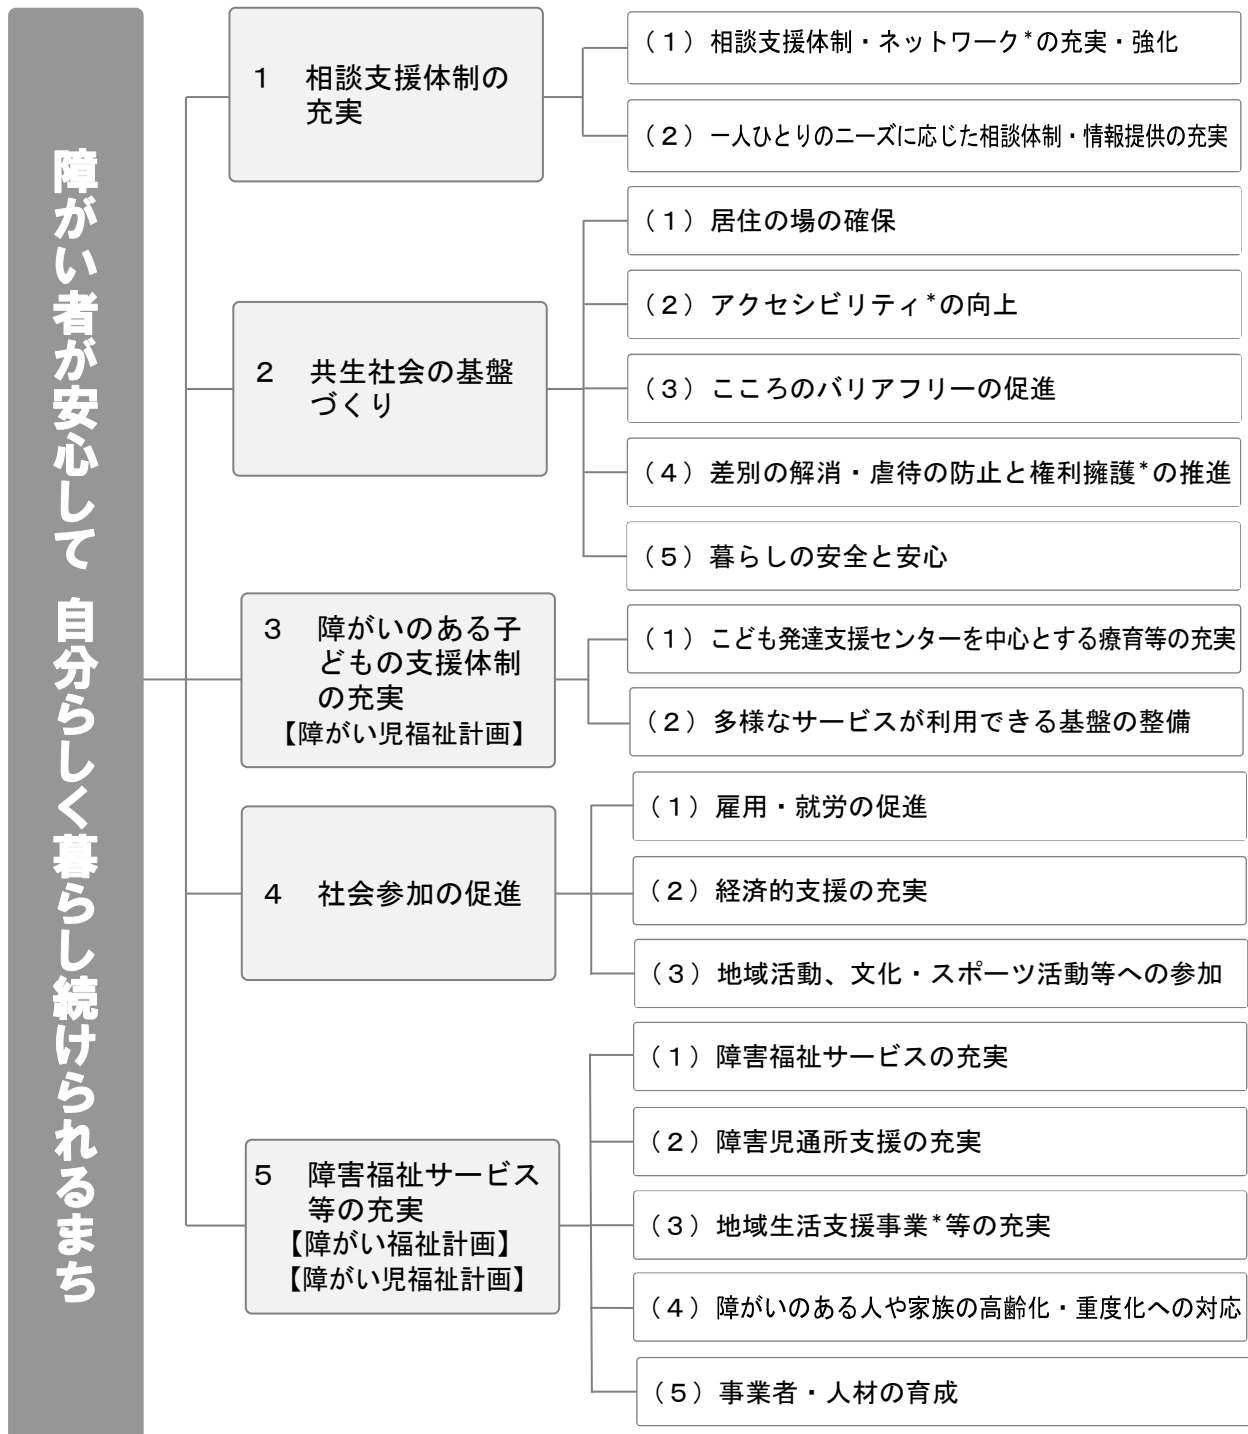 障がい者が安心して 自分らしく暮らし続けられるまち
１ 相談支援体制の
充実
（１）相談支援体制・ネットワーク*の充実・強化
（２）一人ひとりのニーズに応じた相談体制・情報提供の充実
２ 共生社会の基盤
づくり
（１）居住の場の確保
（２）アクセシビリティ*の向上
（３）こころのバリアフリーの促進
（４）差別の解消・虐待の防止と権利擁護*の推進
（５）暮らしの安全と安心
３ 障がいのある子
どもの支援体制
の充実
【障がい児福祉計画】
（１）こども発達支援センターを中心とする療育等の充実
（２）多様なサービスが利用できる基盤の整備
４ 社会参加の促進
（１）雇用・就労の促進
（２）経済的支援の充実
（３）地域活動、文化・スポーツ活動等への参加
５ 障害福祉サービス
等の充実
【障がい福祉計画】
【障がい児福祉計画】
（１）障害福祉サービスの充実
（２）障害児通所支援の充実
（３）地域生活支援事業*等の充実
（４）障がいのある人や家族の高齢化・重度化への対応
（５）事業者・人材の育成